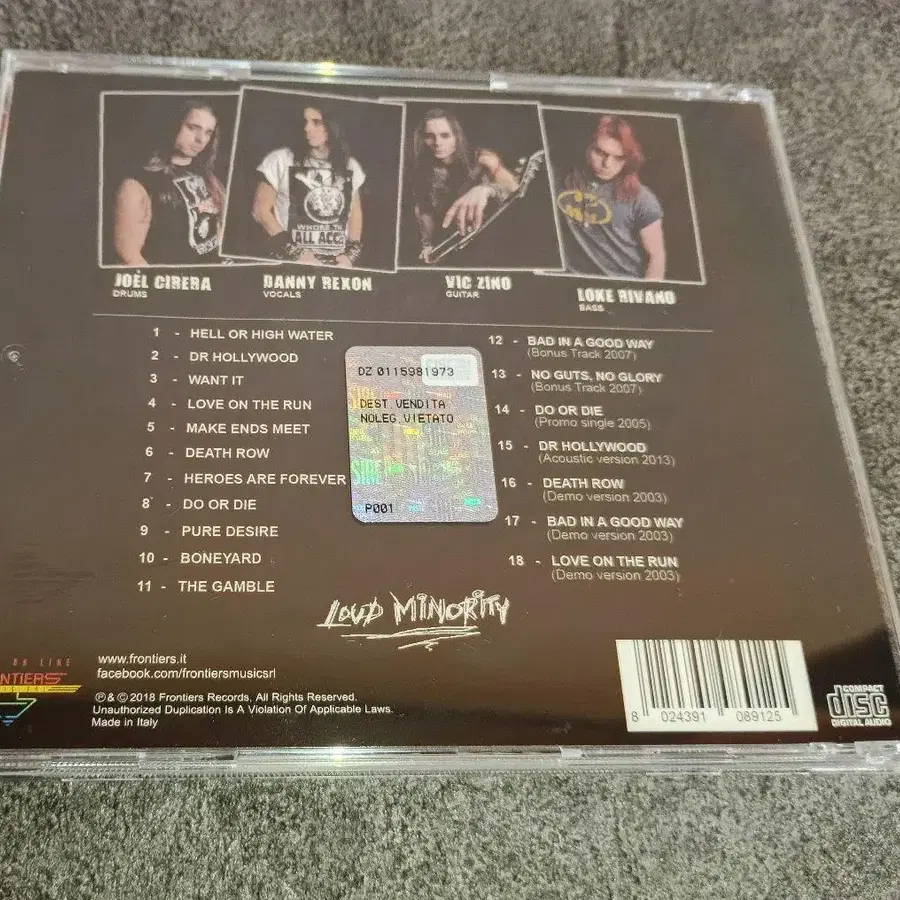 ALL ACC
JOËL CIRERA
DRUMS
DANNY REXON
VOCALS
VIC ZINO
GUITAR
LOKE RIVANO
BASS
1 - HELL OR HIGH WATER
2 - DR HOLLYWOOD
3 - WANT IT
4 - LOVE ON THE RUN
5 - MAKE ENDS MEET
6 - DEATH ROW
7 - HEROES ARE FOREVER
8 - DO OR DIE
9 - PURE DESIRE
10 - BONEYARD
11 - THE GAMBLE
DZ 0115981973
DEST.VENDITA
NOLEG.VIETATO
P001
12 - BAD IN A GOOD WAY
(Bonus Track 2007)
13 - NO GUTS, NO GLORY
(Bonus Track 2007)
14 - DO OR DIE
(Promo single 2005)
15 - DR HOLLYWOOD
(Acoustic version 2013)
16 - DEATH ROW
(Demo version 2003)
17 - BAD IN A GOOD WAY
(Demo version 2003)
18 - LOVE ON THE RUN
(Demo version 2003)
LOUD MINORITY
ON LINE
NTIERS
www.frontiers.it
facebook.com/frontiersmusicsrl
℗ & © 2018 Frontiers Records. All Rights Reserved.
Unauthorized Duplication Is A Violation Of Applicable Laws.
Made in Italy
8 024391 089125
COMPACT
disc
DIGITAL AUDIO